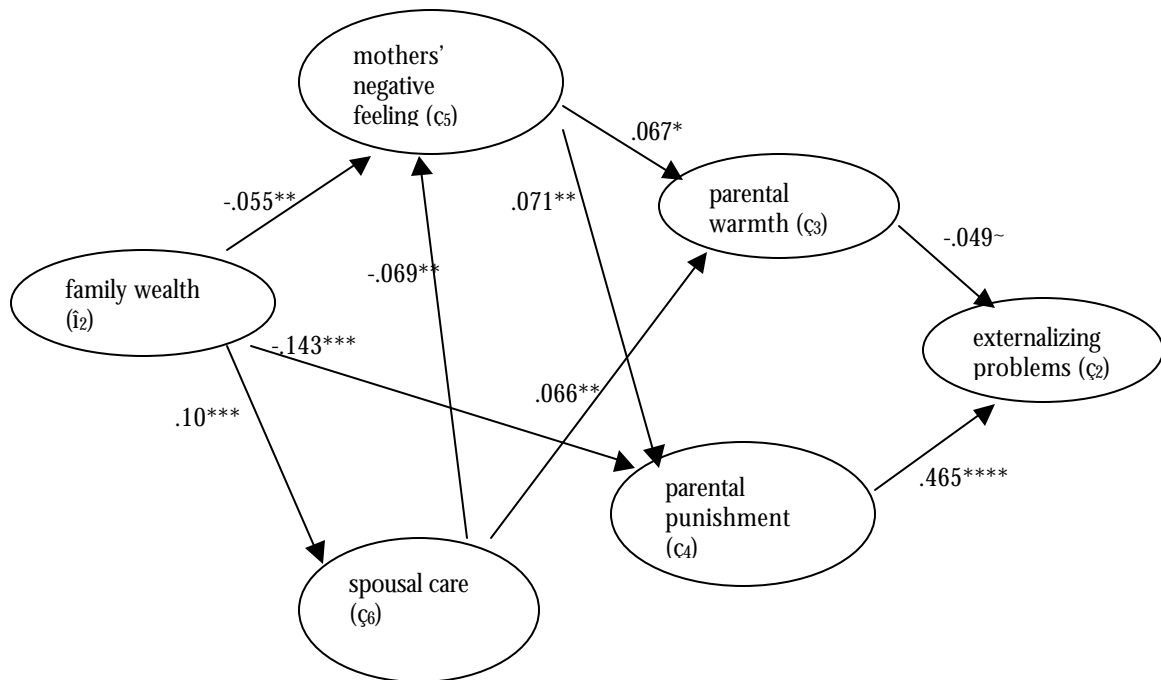 mothers’
negative
feeling (ç5)
.067*
-.055**
.071**
parental
warmth (ç3)
-.049~
-.069**
family wealth
(î2)
externalizing
problems (ç2)
-.143***
.066**
.10***
.465****
parental
punishment
(ç4)
spousal care
(ç6)